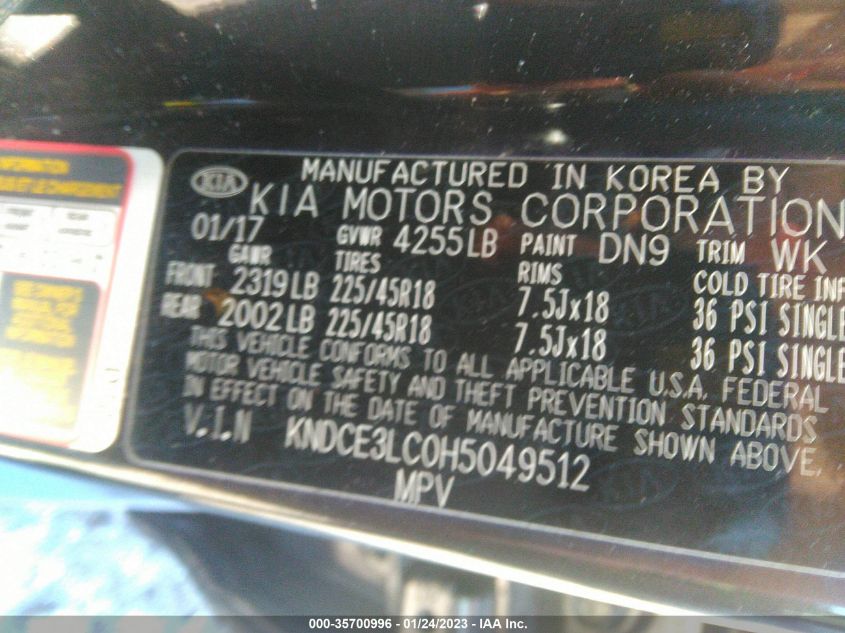 INFORMATION
KIA
MANUFACTURED IN KOREA BY
KIA MOTORS CORPORATION
01/17 GVWR 4255LB PAINT DN9 TRIM WK
GAWR TIRES RIMS COLD TIRE INF
FRONT 2319LB 225/45R18 7.5Jx18 36 PSI SINGLE
REAR 2002LB 225/45R18 7.5Jx18 36 PSI SINGLE
THIS VEHICLE CONFORMS TO ALL APPLICABLE U.S.A. FEDERAL
MOTOR VEHICLE SAFETY AND THEFT PREVENTION STANDARDS
IN EFFECT ON THE DATE OF MANUFACTURE SHOWN ABOVE.
V.I.N KNDCE3LC0H5049512
MPV
000-35700996 - 01/24/2023 - IAA Inc.